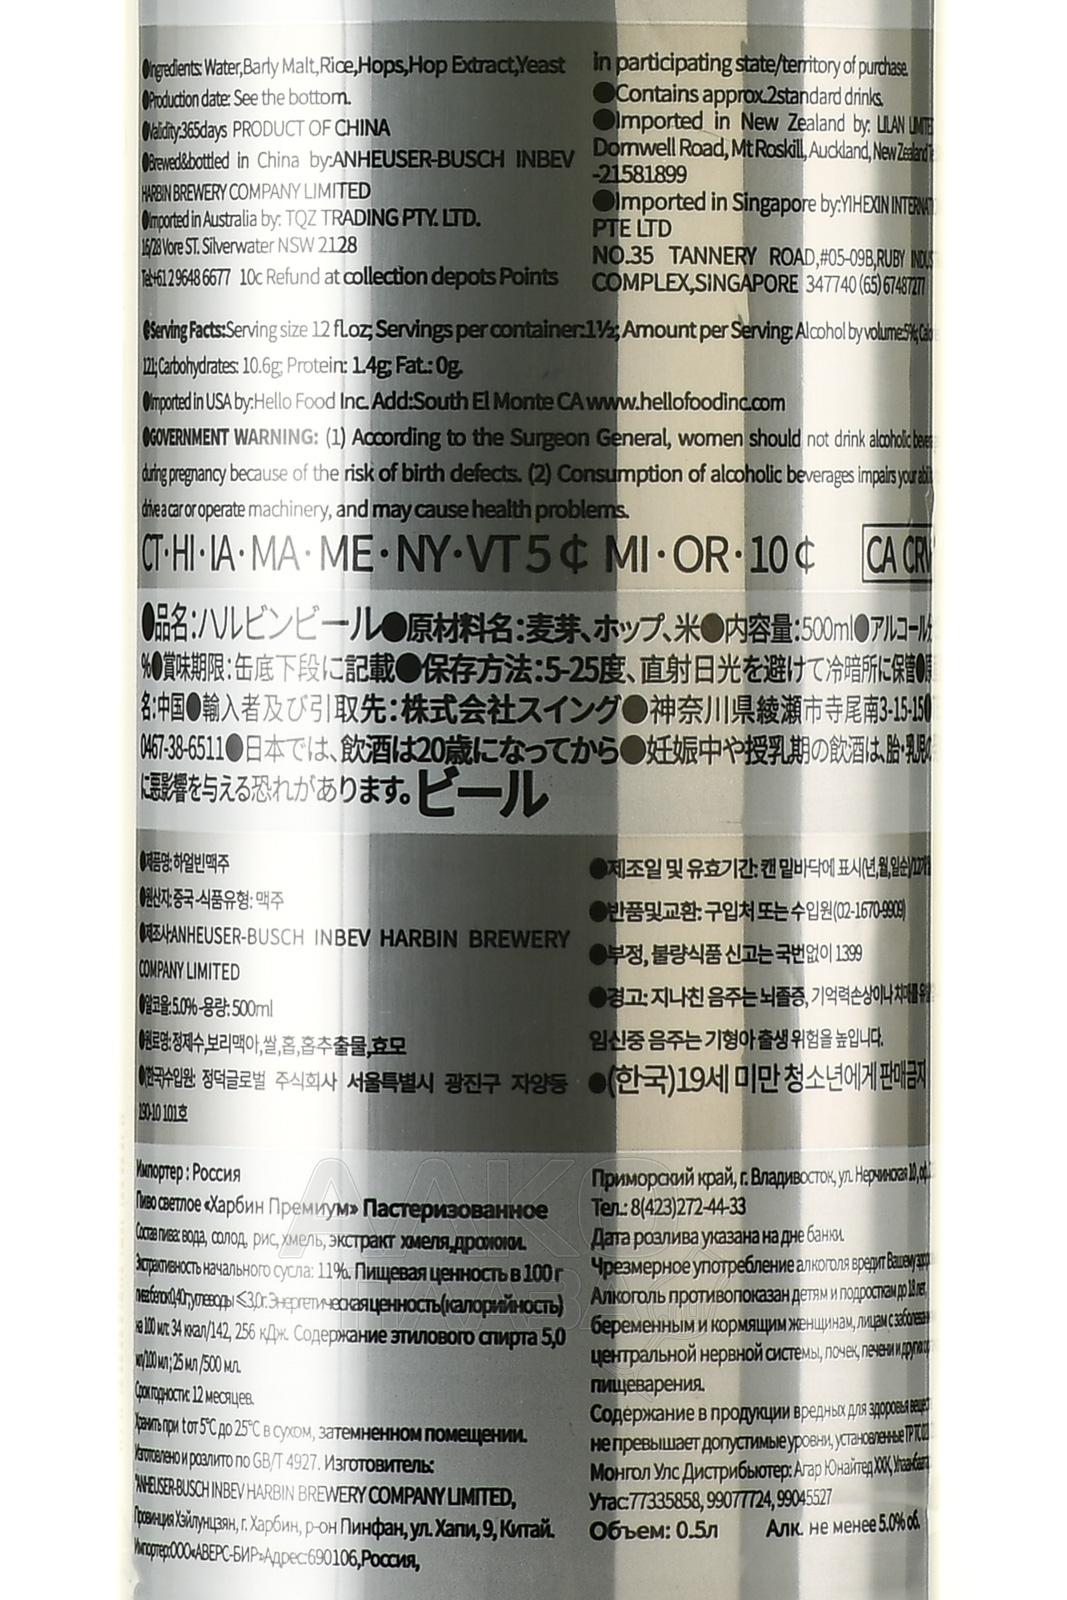 ●Ingredients: Water,Barly Malt,Rice,Hops,Hop Extract,Yeast
●Production date: See the bottom.
●Validity:365days PRODUCT OF CHINA
●Brewed&bottled in China by:ANHEUSER-BUSCH INBEV
HARBIN BREWERY COMPANY LIMITED
●Imported in Australia by: TQZ TRADING PTY. LTD.
16/28 Vore ST. Silverwater NSW 2128
Tel:+61 2 9648 6677 10c Refund at collection depots Points
in participating state/territory of purchase.
●Contains approx.2standard drinks.
●Imported in New Zealand by: LILAN
Dornwell Road, Mt Roskill, Auckland, New Zealand
-21581899
●Imported in Singapore by:YIHEXIN
PTE LTD
NO.35 TANNERY ROAD,#05-09B,RUBY
COMPLEX,SINGAPORE 347740 (65) 67487277
●Serving Facts:Serving size 12 fl.oz; Servings per container:1½; Amount per Serving: Alcohol by volume:5%;
121; Carbohydrates: 10.6g; Protein: 1.4g; Fat.: 0g.
●Imported in USA by:Hello Food Inc. Add:South El Monte CA www.hellofoodinc.com
●GOVERNMENT WARNING: (1) According to the Surgeon General, women should not drink alcoholic
during pregnancy because of the risk of birth defects. (2) Consumption of alcoholic beverages impairs your
drive a car or operate machinery, and may cause health problems.
CT·HI·IA·MA·ME·NY·VT 5¢ MI·OR·10¢ CA CRV
●品名:ハルビンビール●原材料名:麦芽、ホップ、米●内容量:500ml●アルコール
%●賞味期限:缶底下段に記載●保存方法:5-25度、直射日光を避けて冷暗所に保管●
名:中国●輸入者及び引取先:株式会社スイング●神奈川県綾瀬市寺尾南3-15-15●
0467-38-6511●日本では、飲酒は20歳になってから●妊娠中や授乳期の飲酒は、胎・乳児の
に悪影響を与える恐れがあります。ビール
●제품명:하얼빈맥주
●원산지:중국 -식품유형: 맥주
●제조사:ANHEUSER-BUSCH INBEV HARBIN BREWERY
COMPANY LIMITED
●알코올:5.0% -용량: 500ml
●원료명:정제수,보리맥아,쌀,홉,홉추출물,효모
●한국수입원: 정덕글로벌 주식회사 서울특별시 광진구 자양동
190-10 101호
●제조일 및 유효기간: 캔 밑바닥에 표시(년,월,일순)
●반품및교환: 구입처 또는 수입원(02-1670-9909)
●부정, 불량식품 신고는 국번없이 1399
●경고: 지나친 음주는 뇌졸증, 기억력손상이나 치매를
임신중 음주는 기형아 출생 위험을 높입니다.
●(한국)19세 미만 청소년에게 판매금지
Импортер : Россия
Пиво светлое «Харбин Премиум» Пастеризованное
Состав пива: вода, солод, рис, хмель, экстракт хмеля,дрожжи.
Экстрактивность начального сусла: 11%. Пищевая ценность в 100 г
пива:белок0,40г;углеводы ≤3,0г. Энергетическая ценность(калорийность)
на 100 мл: 34 ккал/142, 256 кДж. Содержание этилового спирта 5,0
мл/100 мл ; 25 мл /500 мл.
Срок годности: 12 месяцев.
Хранить при t от 5°C до 25°C в сухом, затемненном помещении.
Изготовлено и розлито по GB/T 4927. Изготовитель:
"ANHEUSER-BUSCH INBEV HARBIN BREWERY COMPANY LIMITED,
Провинция Хэйлунцзян, г. Харбин, р-он Пинфан, ул. Хапи, 9, Китай.
Импортер:ООО«АВЕРС-БИР»Адрес:690106,Россия,
Приморский край, г. Владивосток, ул. Нерчинская 10, оф.
Тел.: 8(423)272-44-33
Дата розлива указана на дне банки.
Чрезмерное употребление алкоголя вредит Вашему
Алкоголь противопоказан детям и подросткам до 18 лет,
беременным и кормящим женщинам, лицам с
центральной нервной системы, почек, печени и других
пищеварения.
Содержание в продукции вредных для здоровья
не превышает допустимые уровни, установленные ТР ТС
Монгол Улс Дистрибьютер: Агар Юнайтед ХХК,
Утас:77335858, 99077724, 99045527
Объем: 0.5л Алк. не менее 5.0% об.